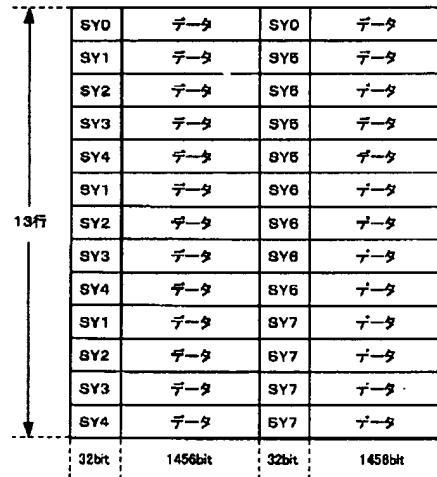 SY0 データ SY0 データ
SY1 データ SY5 データ
SY2 データ SY5 データ
SY3 データ SY5 データ
SY4 データ SY5 データ
SY1 データ SY6 データ
13行
SY2 データ SY6 データ
SY3 データ SY6 データ
SY4 データ SY6 データ
SY1 データ SY7 データ
SY2 データ SY7 データ
SY3 データ SY7 データ
SY4 データ SY7 データ
32bit 1456bit 32bit 1456bit